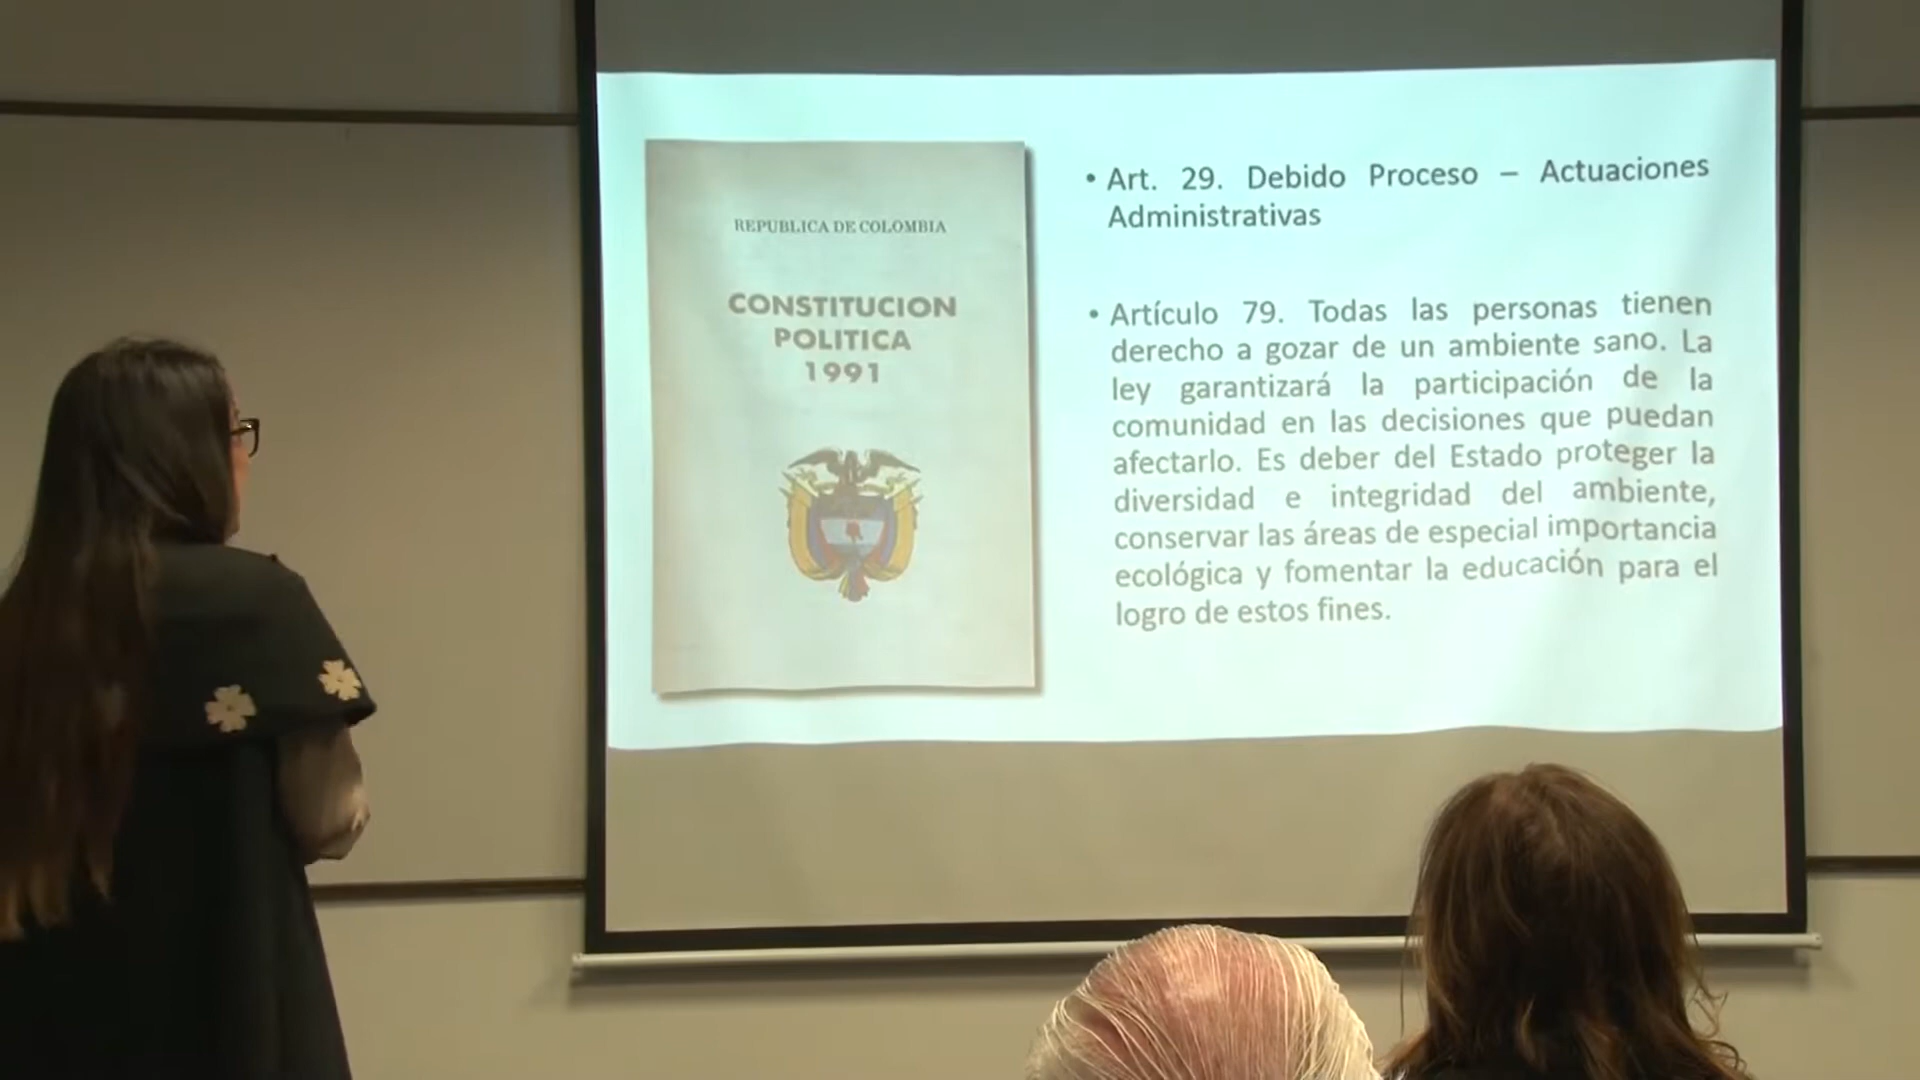 REPUBLICA DE COLOMBIA
CONSTITUCION
POLITICA
1991
• Art. 29. Debido Proceso – Actuaciones
Administrativas
• Artículo 79. Todas las personas tienen
derecho a gozar de un ambiente sano. La
ley garantizará la participación de la
comunidad en las decisiones que puedan
afectarlo. Es deber del Estado proteger la
diversidad e integridad del ambiente,
conservar las áreas de especial importancia
ecológica y fomentar la educación para el
logro de estos fines.